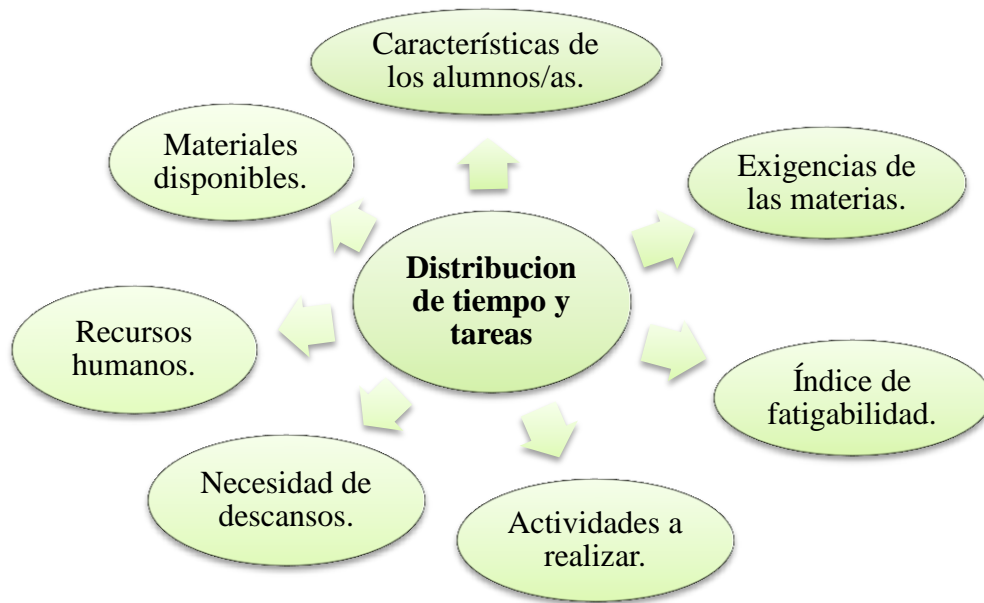 Características de
los alumnos/as.
Materiales
disponibles.
Exigencias de
las materias.
Distribucion
de tiempo y
tareas
Recursos
humanos.
Índice de
fatigabilidad.
Necesidad de
descansos.
Actividades a
realizar.